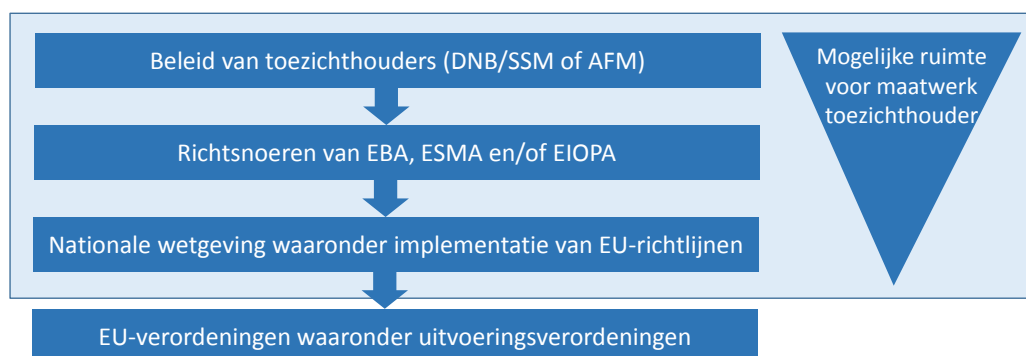 Beleid van toezichthouders (DNB/SSM of AFM)
Mogelijke ruimte
voor maatwerk
toezichthouder
Richtsnoeren van EBA, ESMA en/of EIOPA
Nationale wetgeving waaronder implementatie van EU-richtlijnen
EU-verordeningen waaronder uitvoeringsverordeningen